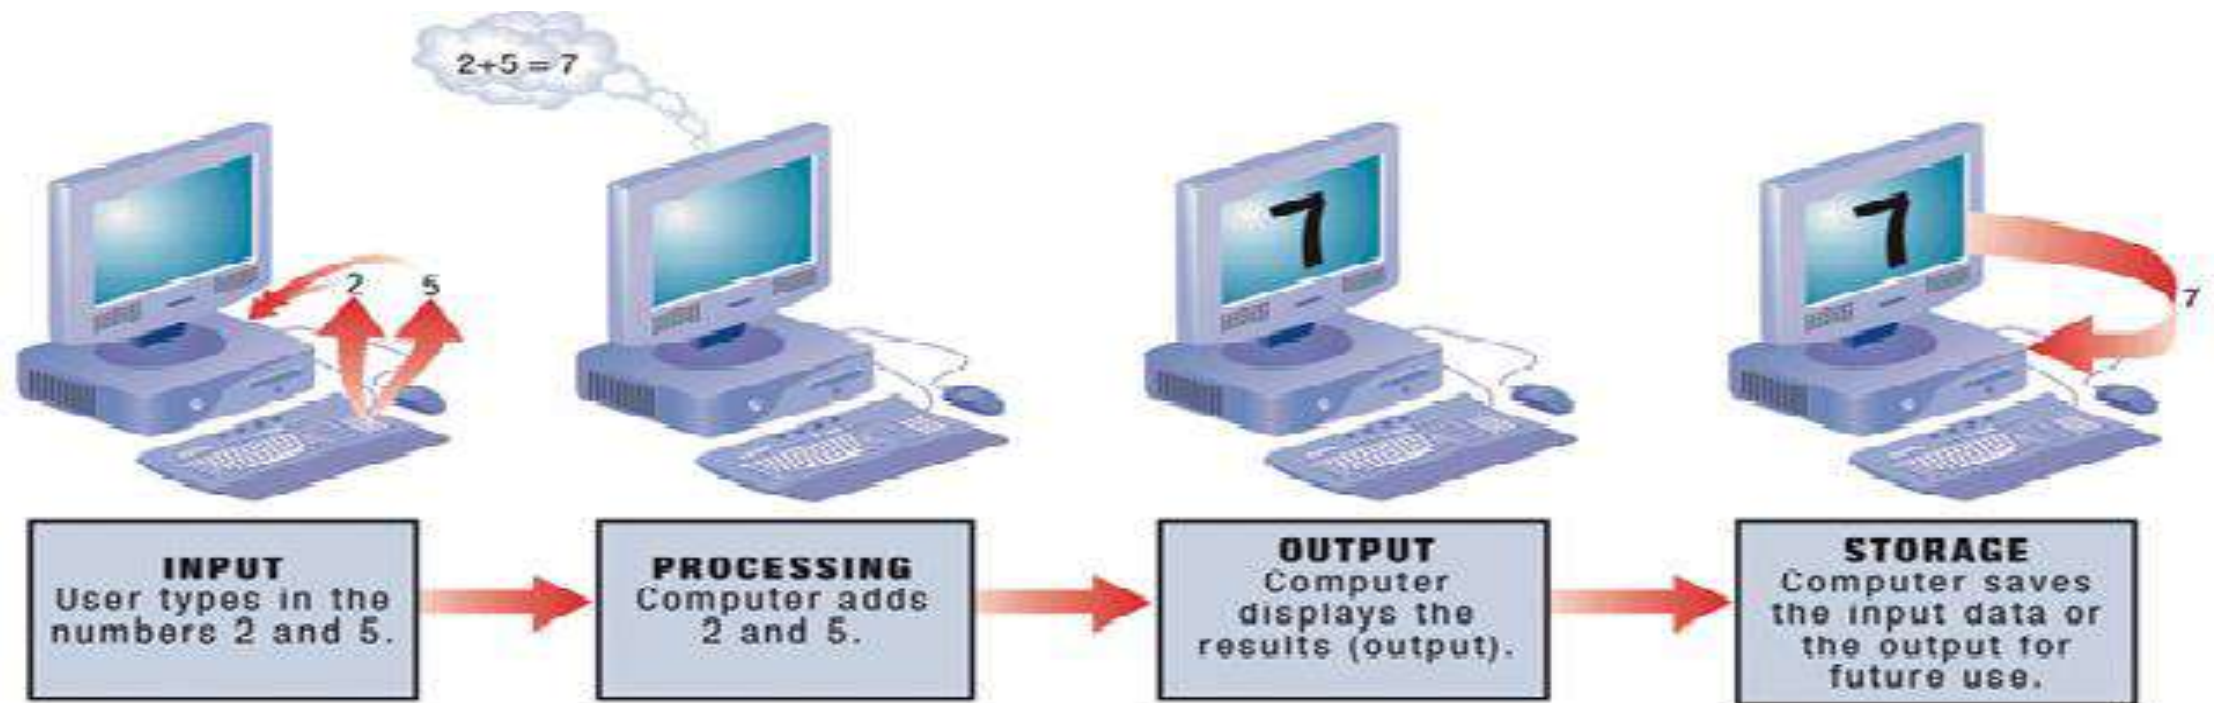 2+5 = 7
2
5
7
7
7
INPUT
User types in the
numbers 2 and 5.
PROCESSING
Computer adds
2 and 5.
OUTPUT
Computer
displays the
results (output).
STORAGE
Computer saves
the input data or
the output for
future use.